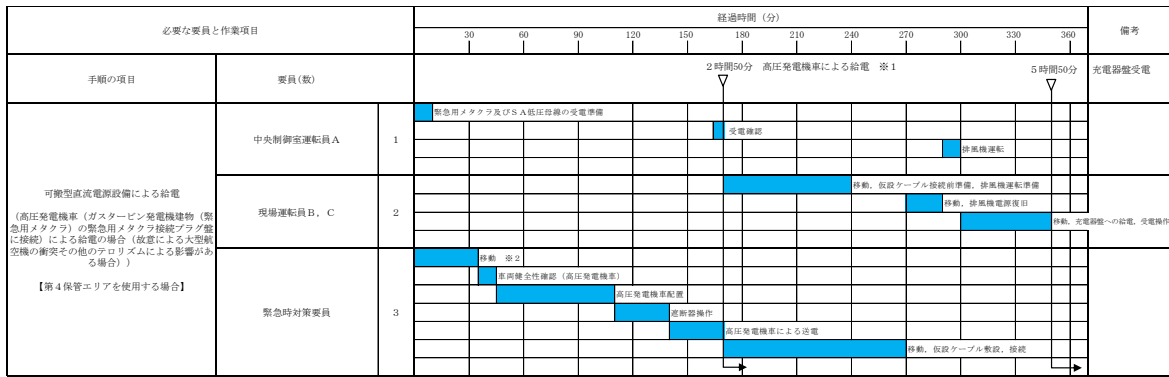 必要な要員と作業項目
経過時間（分）
備考
30 60 90 120 150 180 210 240 270 300 330 360
手順の項目
要員(数)
2時間50分 高圧発電機車による給電 ※1
5時間50分
充電器盤受電
可搬型直流電源設備による給電
（高圧発電機車（ガスタービン発電機建物（緊
急用メタクラ）の緊急用メタクラ接続プラグ盤
に接続）による給電の場合（故意による大型航
空機の衝突その他のテロリズムによる影響があ
る場合））
【第4保管エリアを使用する場合】
中央制御室運転員A
1
緊急用メタクラ及びSA低圧母線の受電準備
受電確認
排風機運転
現場運転員B，C
2
移動，仮設ケーブル接続前準備，排風機運転準備
移動，排風機電源復旧
移動，充電器盤への給電，受電操作
緊急時対策要員
3
移動 ※2
車両健全性確認（高圧発電機車）
高圧発電機車配置
遮断器操作
高圧発電機車による送電
移動，仮設ケーブル敷設，接続